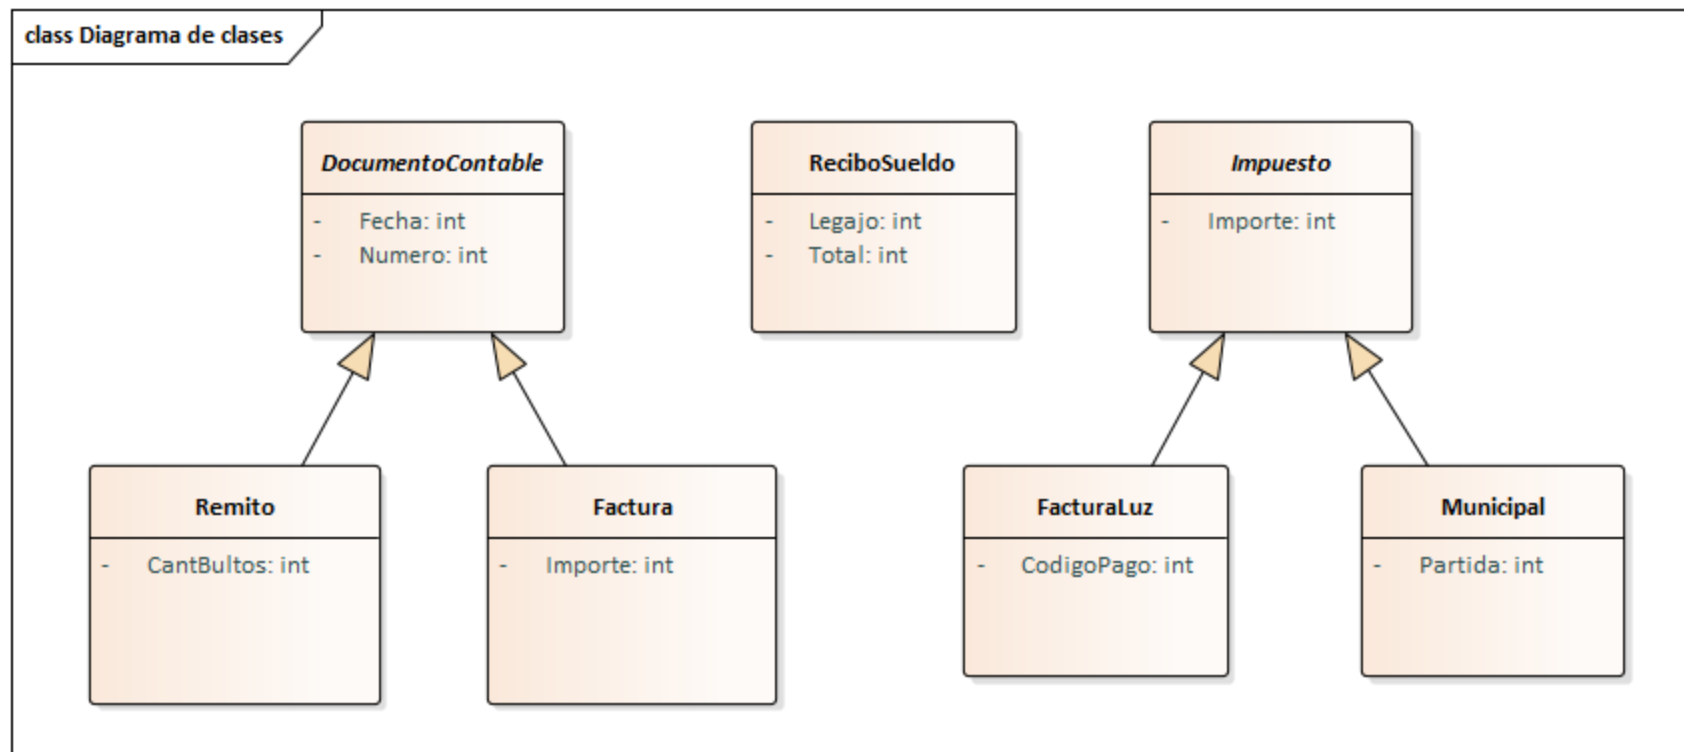 class Diagrama de clases
DocumentoContable
- Fecha: int
- Numero: int
ReciboSueldo
- Legajo: int
- Total: int
Impuesto
- Importe: int
Remito
- CantBultos: int
Factura
- Importe: int
FacturaLuz
- CodigoPago: int
Municipal
- Partida: int